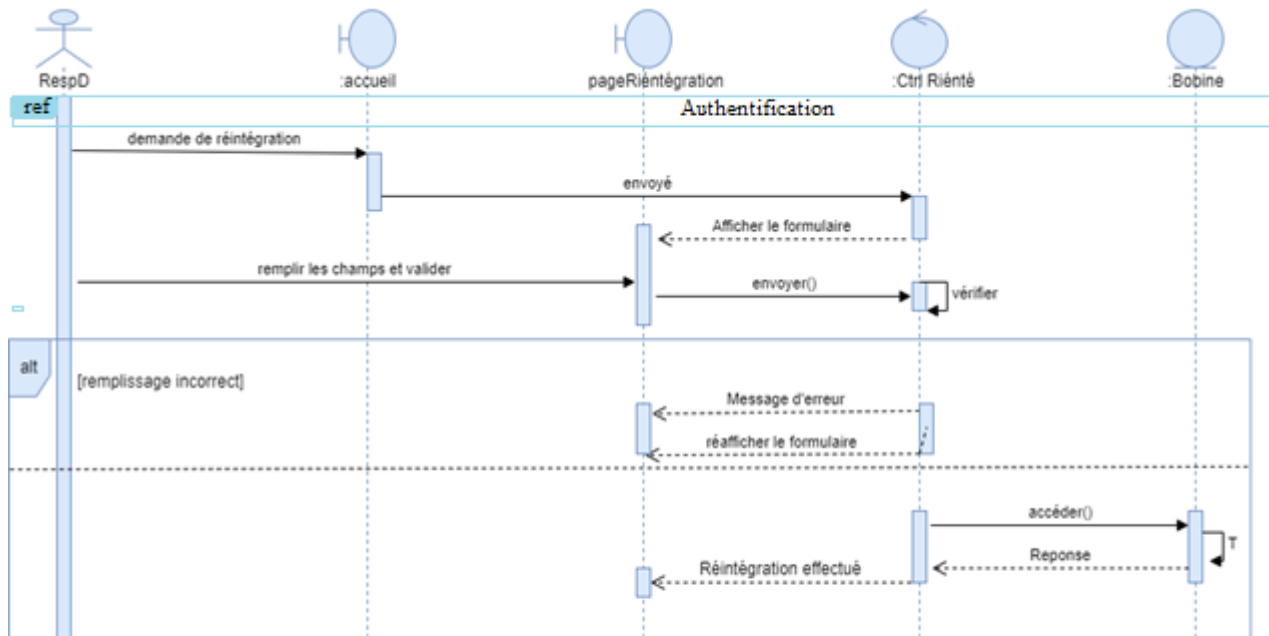 RespD
:accueil
pageRiéntégration
:Ctrl Riénté
:Bobine
ref
Authentification
demande de réintégration
envoyé
Afficher le formulaire
remplir les champs et valider
envoyer()
vérifier
alt
[remplissage incorrect]
Message d'erreur
réafficher le formulaire
accéder()
T
Reponse
Réintégration effectué